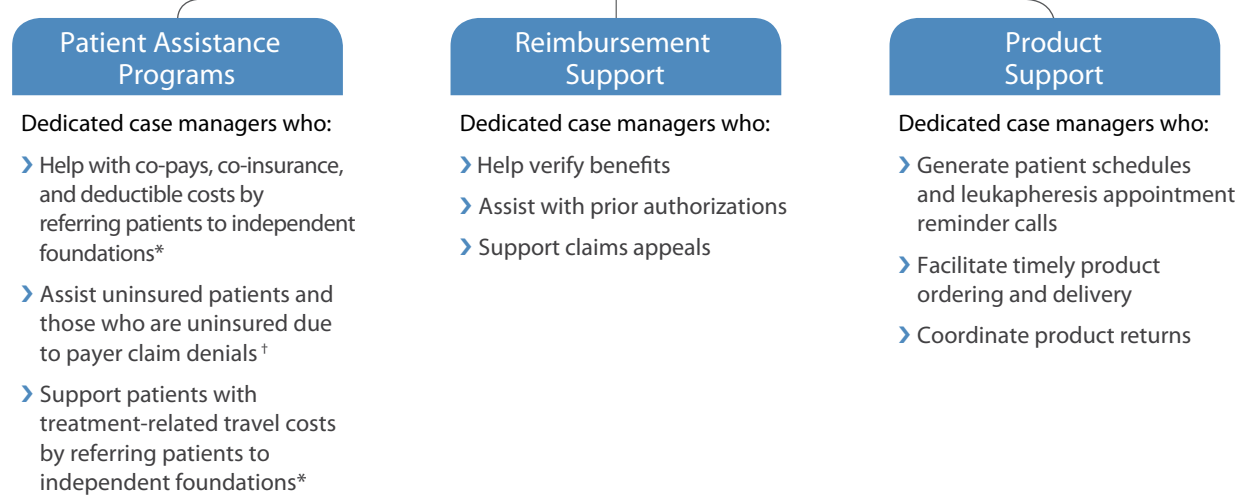 Patient Assistance
Programs
Dedicated case managers who:
❯ Help with co-pays, co-insurance,
and deductible costs by
referring patients to independent
foundations*
❯ Assist uninsured patients and
those who are uninsured due
to payer claim denials †
❯ Support patients with
treatment-related travel costs
by referring patients to
independent foundations*
Reimbursement
Support
Dedicated case managers who:
❯ Help verify benefits
❯ Assist with prior authorizations
❯ Support claims appeals
Product
Support
Dedicated case managers who:
❯ Generate patient schedules
and leukapheresis appointment
reminder calls
❯ Facilitate timely product
ordering and delivery
❯ Coordinate product returns